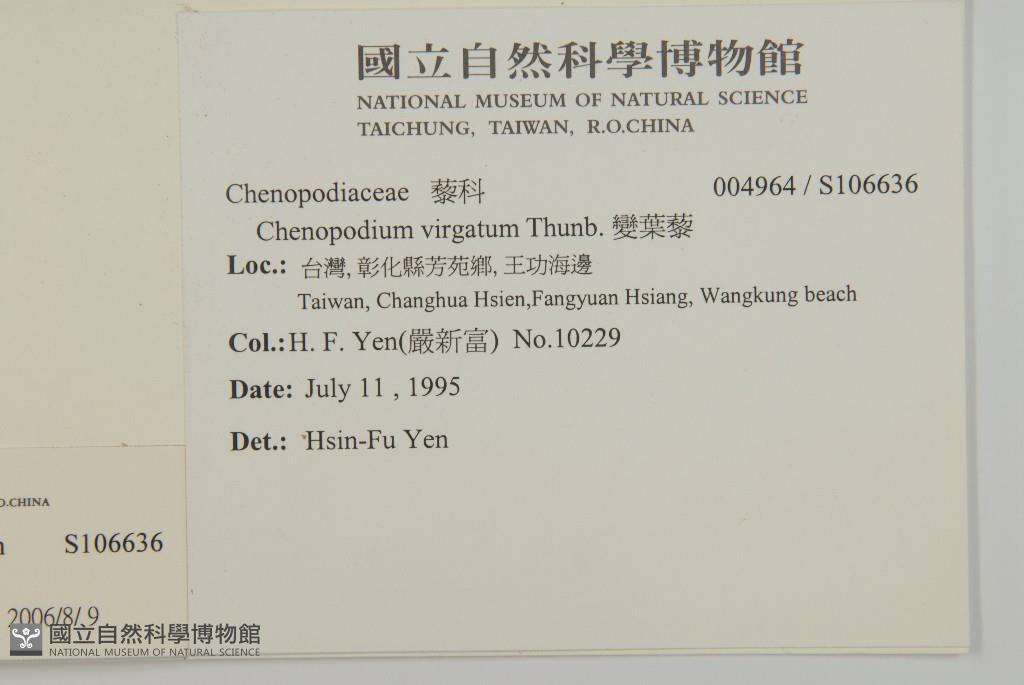 國立自然科學博物館
NATIONAL MUSEUM OF NATURAL SCIENCE
TAICHUNG, TAIWAN, R.O.CHINA
Chenopodiaceae 藜科 004964 / S106636
Chenopodium virgatum Thunb. 變葉藜
Loc.: 台灣, 彰化縣芳苑鄉, 王功海邊
Taiwan, Changhua Hsien,Fangyuan Hsiang, Wangkung beach
Col.: H. F. Yen(嚴新富) No.10229
Date: July 11 , 1995
Det.: Hsin-Fu Yen
O.CHINA
S106636
2006/8/ 9
國立自然科學博物館
NATIONAL MUSEUM OF NATURAL SCIENCE